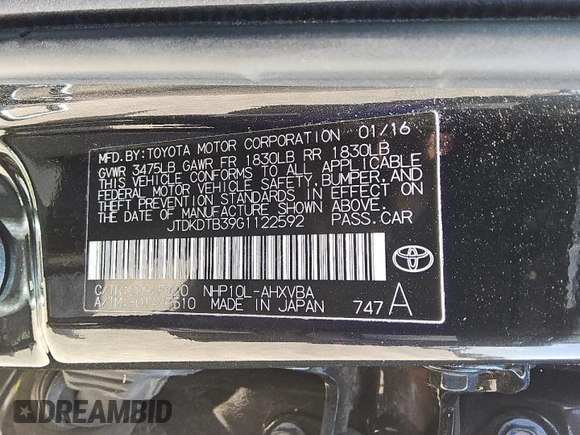 MFD.BY:TOYOTA MOTOR CORPORATION 01/16
GVWR 3475LB GAWR FR 1830LB RR 1830LB
THIS VEHICLE CONFORMS TO ALL APPLICABLE
FEDERAL MOTOR VEHICLE SAFETY, BUMPER, AND
THEFT PREVENTION STANDARDS IN EFFECT ON
THE DATE OF MANUFACTURE SHOWN ABOVE.
JTDKDTB39G1122592 PASS.CAR
NHP10L-AHXVBA
MADE IN JAPAN 747 A
DREAMBID